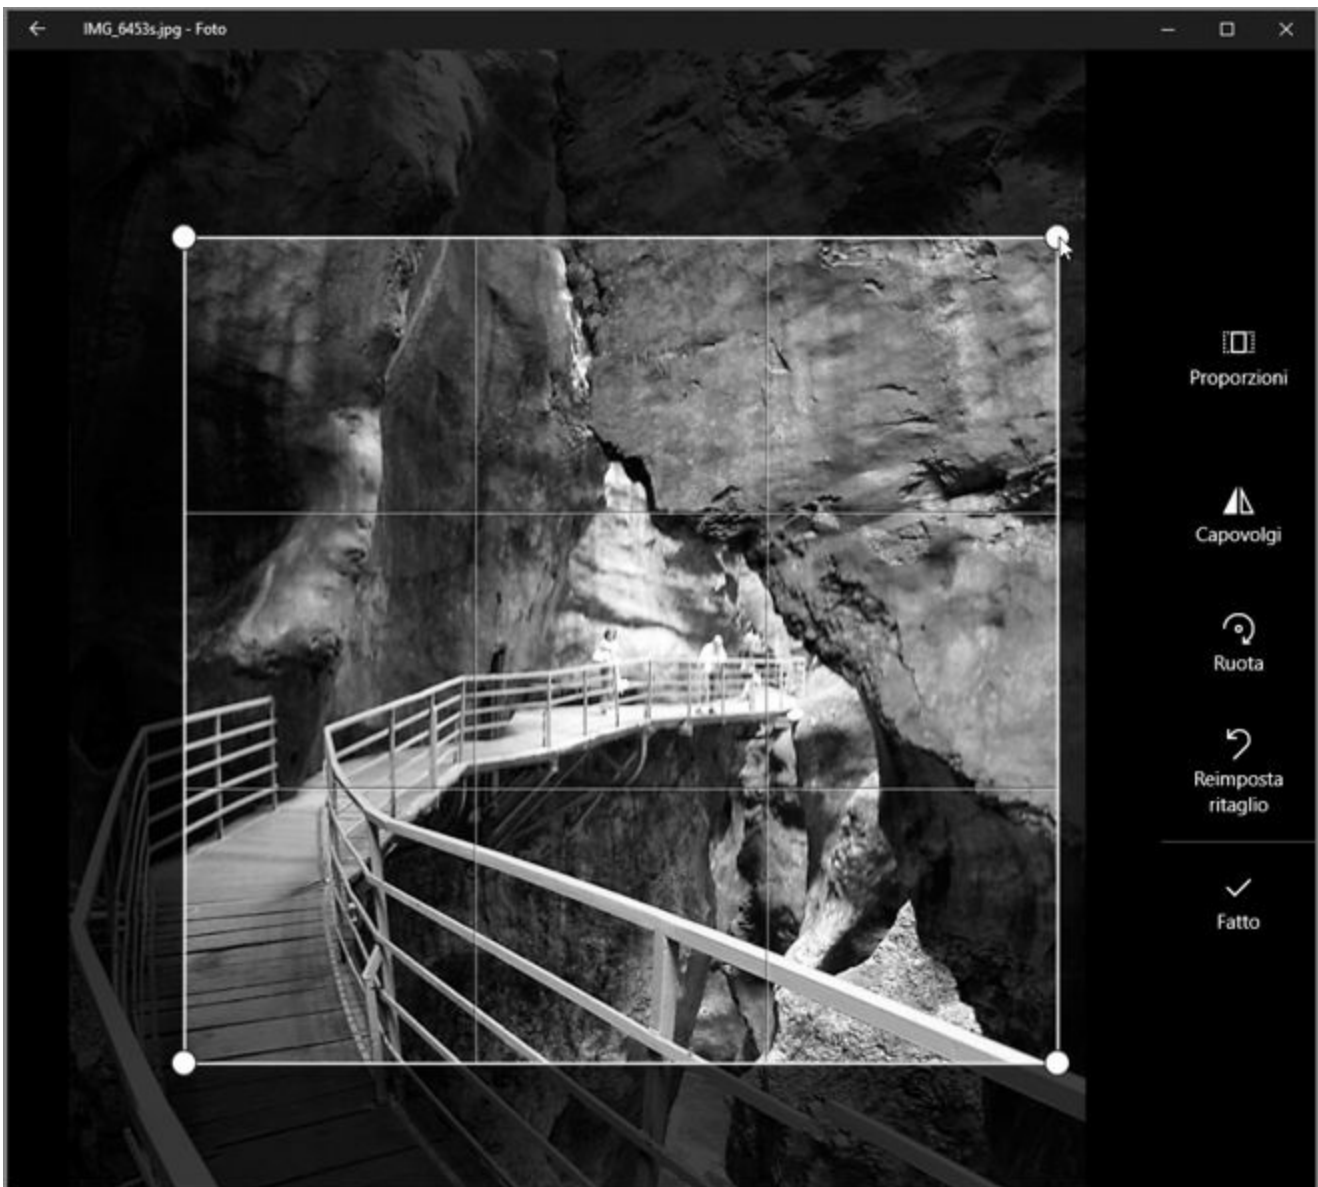 IMG_6453s.jpg - Foto
Proporzioni
Capovolgi
Ruota
Reimposta
ritaglio
Fatto